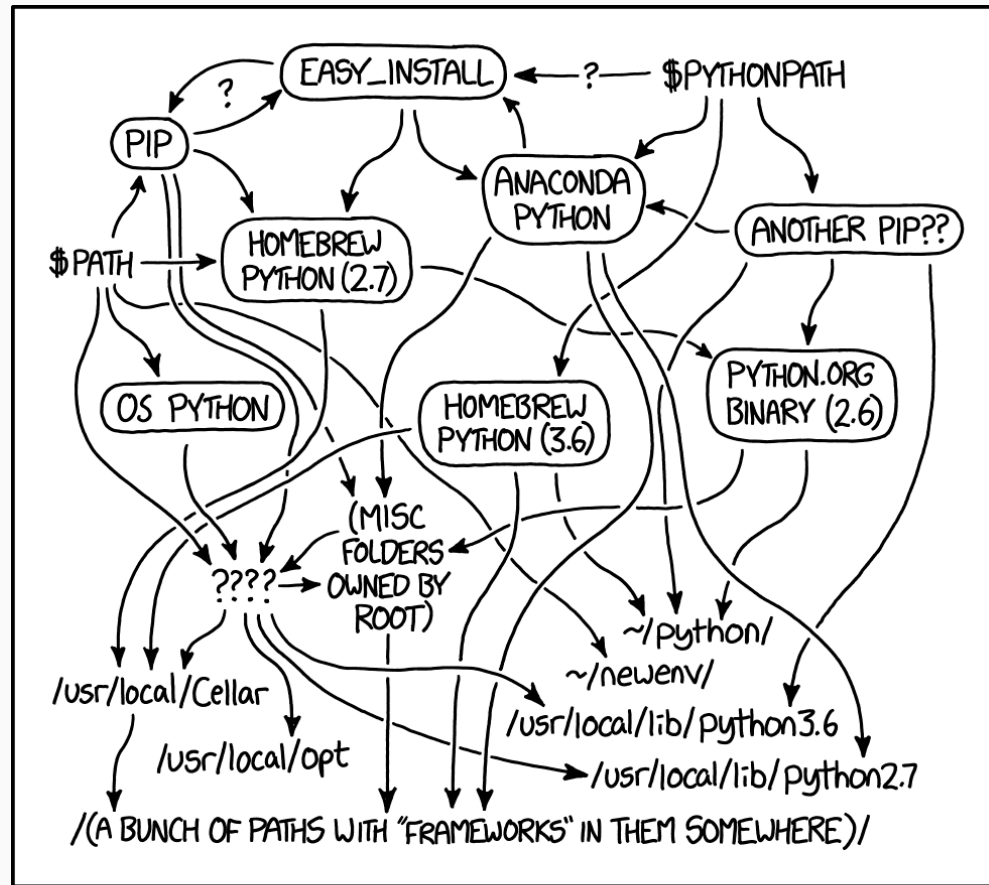 EASY_INSTALL
?
$PYTHONPATH
?
PIP
ANACONDA
PYTHON
ANOTHER PIP??
HOMEBREW
PYTHON (2.7)
$PATH
PYTHON.ORG
BINARY (2.6)
OS PYTHON
HOMEBREW
PYTHON (3.6)
(MISC
FOLDERS
OWNED BY
ROOT)
????
~/python/
~/newenv/
/usr/local/Cellar
/usr/local/lib/python3.6
/usr/local/opt
/usr/local/lib/python2.7
/(A BUNCH OF PATHS WITH "FRAMEWORKS" IN THEM SOMEWHERE)/